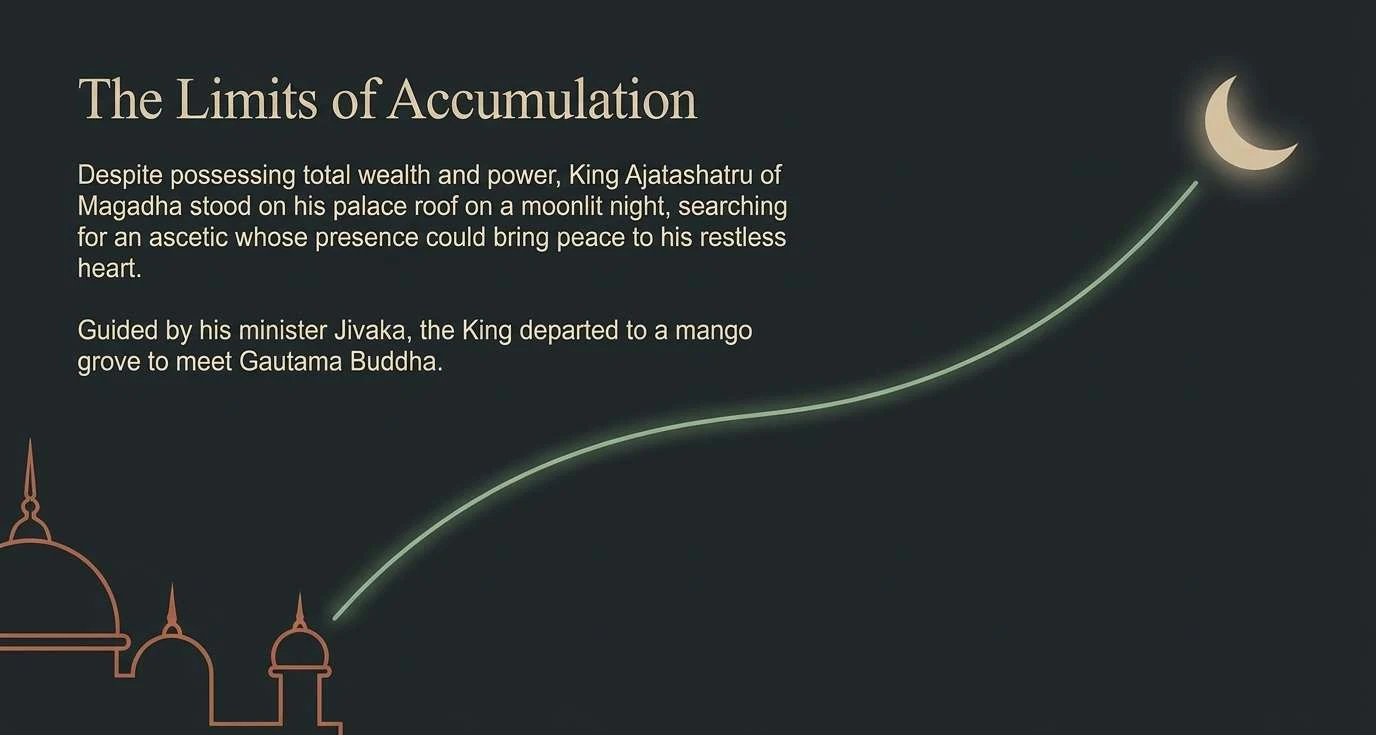 The Limits of Accumulation
Despite possessing total wealth and power, King Ajatashatru of
Magadha stood on his palace roof on a moonlit night, searching
for an ascetic whose presence could bring peace to his restless
heart.
Guided by his minister Jivaka, the King departed to a mango
grove to meet Gautama Buddha.